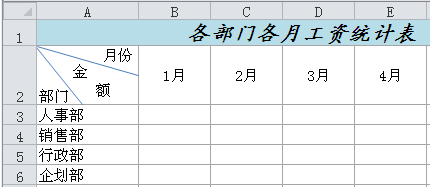 A B C D E
1 各部门各月工资统计表
月份
金
额
部门
2 1月 2月 3月 4月
3 人事部
4 销售部
5 行政部
6 企划部